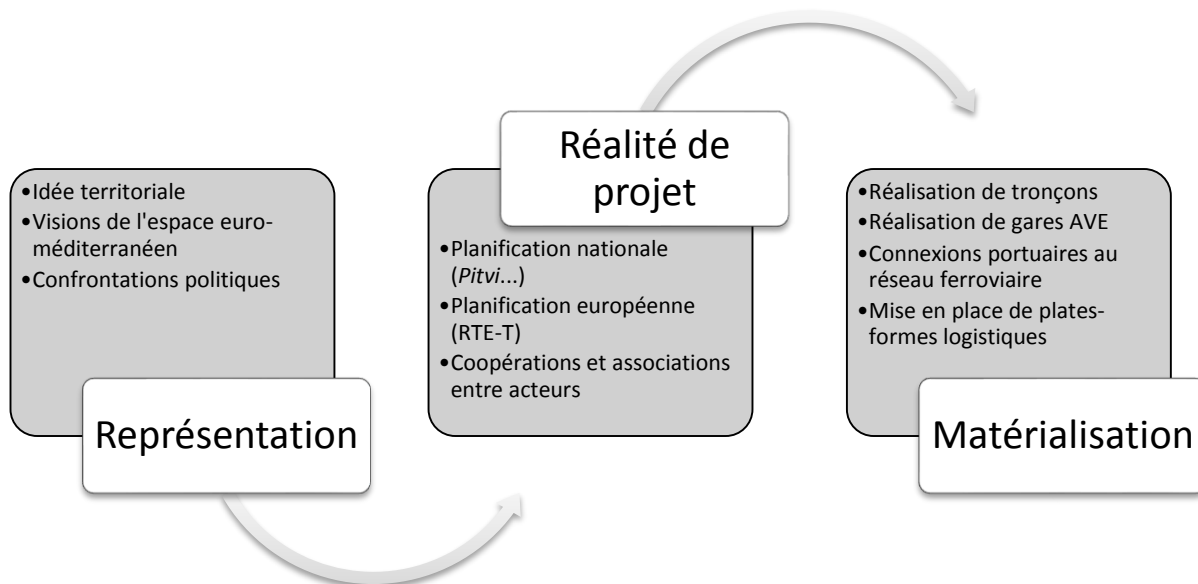 •Idée territoriale
•Visions de l'espace euro-
méditerranéen
•Confrontations politiques
Représentation
Réalité de
projet
•Planification nationale
(Pitvi...)
•Planification européenne
(RTE-T)
•Coopérations et associations
entre acteurs
•Réalisation de tronçons
•Réalisation de gares AVE
•Connexions portuaires au
réseau ferroviaire
•Mise en place de plates-
formes logistiques
Matérialisation